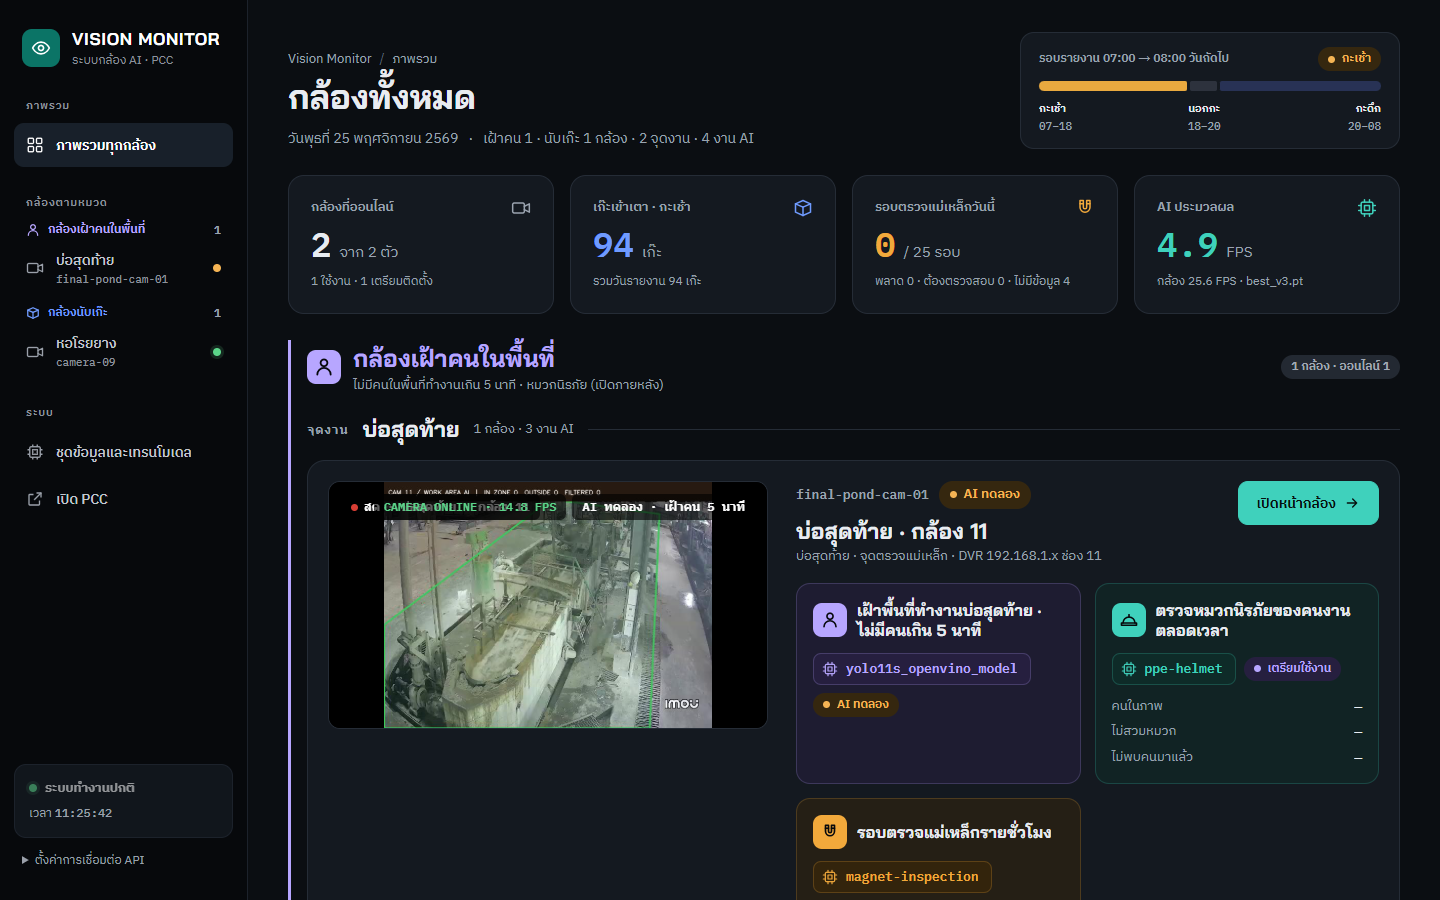 VISION MONITOR
ระบบกล้อง AI · PCC
ภาพรวม
ภาพรวมทุกกล้อง
กล้องตามหมวด
กล้องเฝ้าคนในพื้นที่ 1
บ่อสุดท้าย
final-pond-cam-01
กล้องนับเก๊ะ 1
หอโรยยาง
camera-09
ระบบ
ชุดข้อมูลและเทรนโมเดล
เปิด PCC
ระบบทำงานปกติ
เวลา 11:25:42
ตั้งค่าการเชื่อมต่อ API
Vision Monitor / ภาพรวม
กล้องทั้งหมด
วันพุธที่ 25 พฤศจิกายน 2569 · เฝ้าคน 1 · นับเก๊ะ 1 กล้อง · 2 จุดงาน · 4 งาน AI
รอบรายงาน 07:00 → 08:00 วันถัดไป
กะเช้า
กะเช้า นอกกะ กะดึก
07–18 18–20 20–08
กล้องที่ออนไลน์
2 จาก 2 ตัว
1 ใช้งาน · 1 เตรียมติดตั้ง
เก๊ะเข้าเตา · กะเช้า
94 เก๊ะ
รวมวันรายงาน 94 เก๊ะ
รอบตรวจแม่เหล็กวันนี้
0 / 25 รอบ
พลาด 0 · ต้องตรวจสอบ 0 · ไม่มีข้อมูล 4
AI ประมวลผล
4.9 FPS
กล้อง 25.6 FPS · best_v3.pt
กล้องเฝ้าคนในพื้นที่
ไม่มีคนในพื้นที่ทำงานเกิน 5 นาที · หมวกนิรภัย (เปิดภายหลัง)
1 กล้อง · ออนไลน์ 1
จุดงาน บ่อสุดท้าย 1 กล้อง · 3 งาน AI
CAM 11 / WORK AREA AI | IN ZONE 0 OUTSIDE 0 FILTERED 0
CAMERA ONLINE · 14.8 FPS
AI ทดลอง · เฝ้าคน 5 นาที
imou
final-pond-cam-01
AI ทดลอง
เปิดหน้ากล้อง →
บ่อสุดท้าย · กล้อง 11
บ่อสุดท้าย · จุดตรวจแม่เหล็ก · DVR 192.168.1.x ช่อง 11
เฝ้าพื้นที่ทำงานบ่อสุดท้าย ·
ไม่มีคนเกิน 5 นาที
yolo11s_openvino_model
AI ทดลอง
ตรวจหมวกนิรภัยของคนงาน
ตลอดเวลา
ppe-helmet
เตรียมใช้งาน
คนในภาพ –
ไม่สวมหมวก –
ไม่พบคนมาแล้ว –
รอบตรวจแม่เหล็กรายชั่วโมง
magnet-inspection